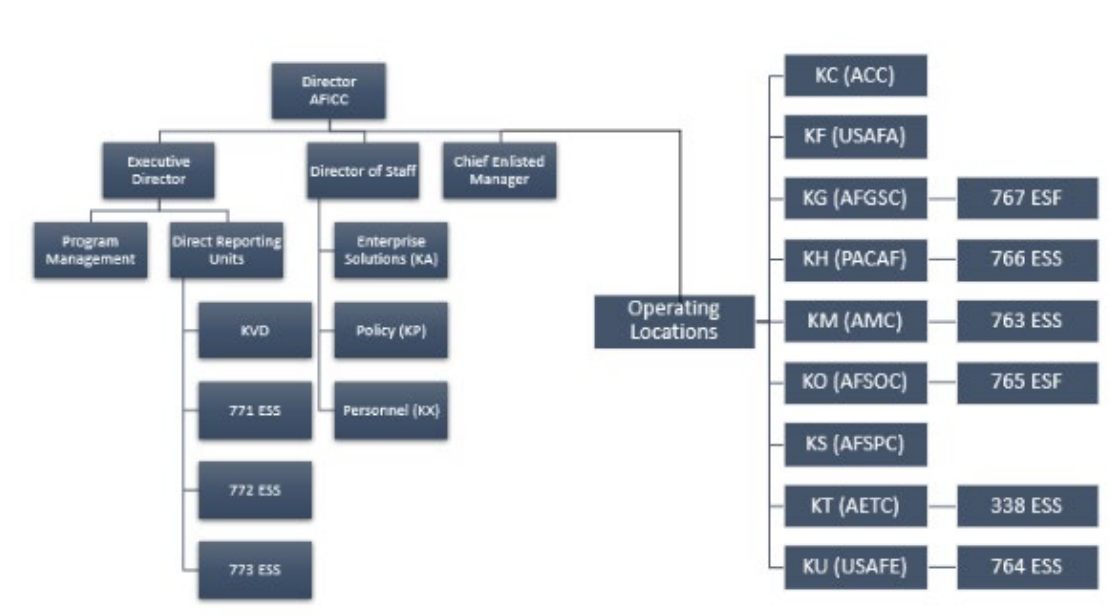 Director
AFICC
Executive
Director
Director of Staff
Chief Enlisted
Manager
Program
Management
Direct Reporting
Units
KVD
771 ESS
772 ESS
773 ESS
Enterprise
Solutions (KA)
Policy (KP)
Personnel (KX)
Operating
Locations
KC (ACC)
KF (USAFA)
KG (AFGSC)
767 ESF
KH (PACAF)
766 ESS
KM (AMC)
763 ESS
KO (AFSOC)
765 ESF
KS (AFSPC)
KT (AETC)
338 ESS
KU (USAFE)
764 ESS